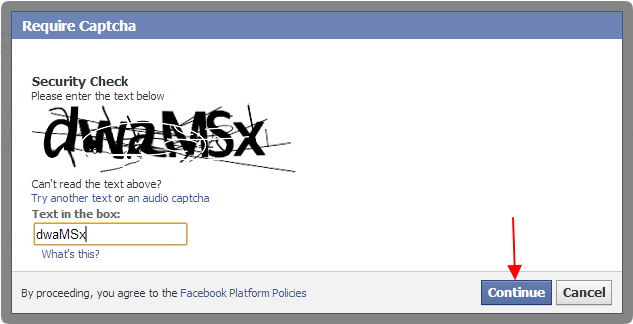 Require Captcha
Security Check
Please enter the text below
dwaMSx
Can't read the text above?
Try another text or an audio captcha
Text in the box:
dwaMSx
What's this?
By proceeding, you agree to the Facebook Platform Policies
Continue
Cancel